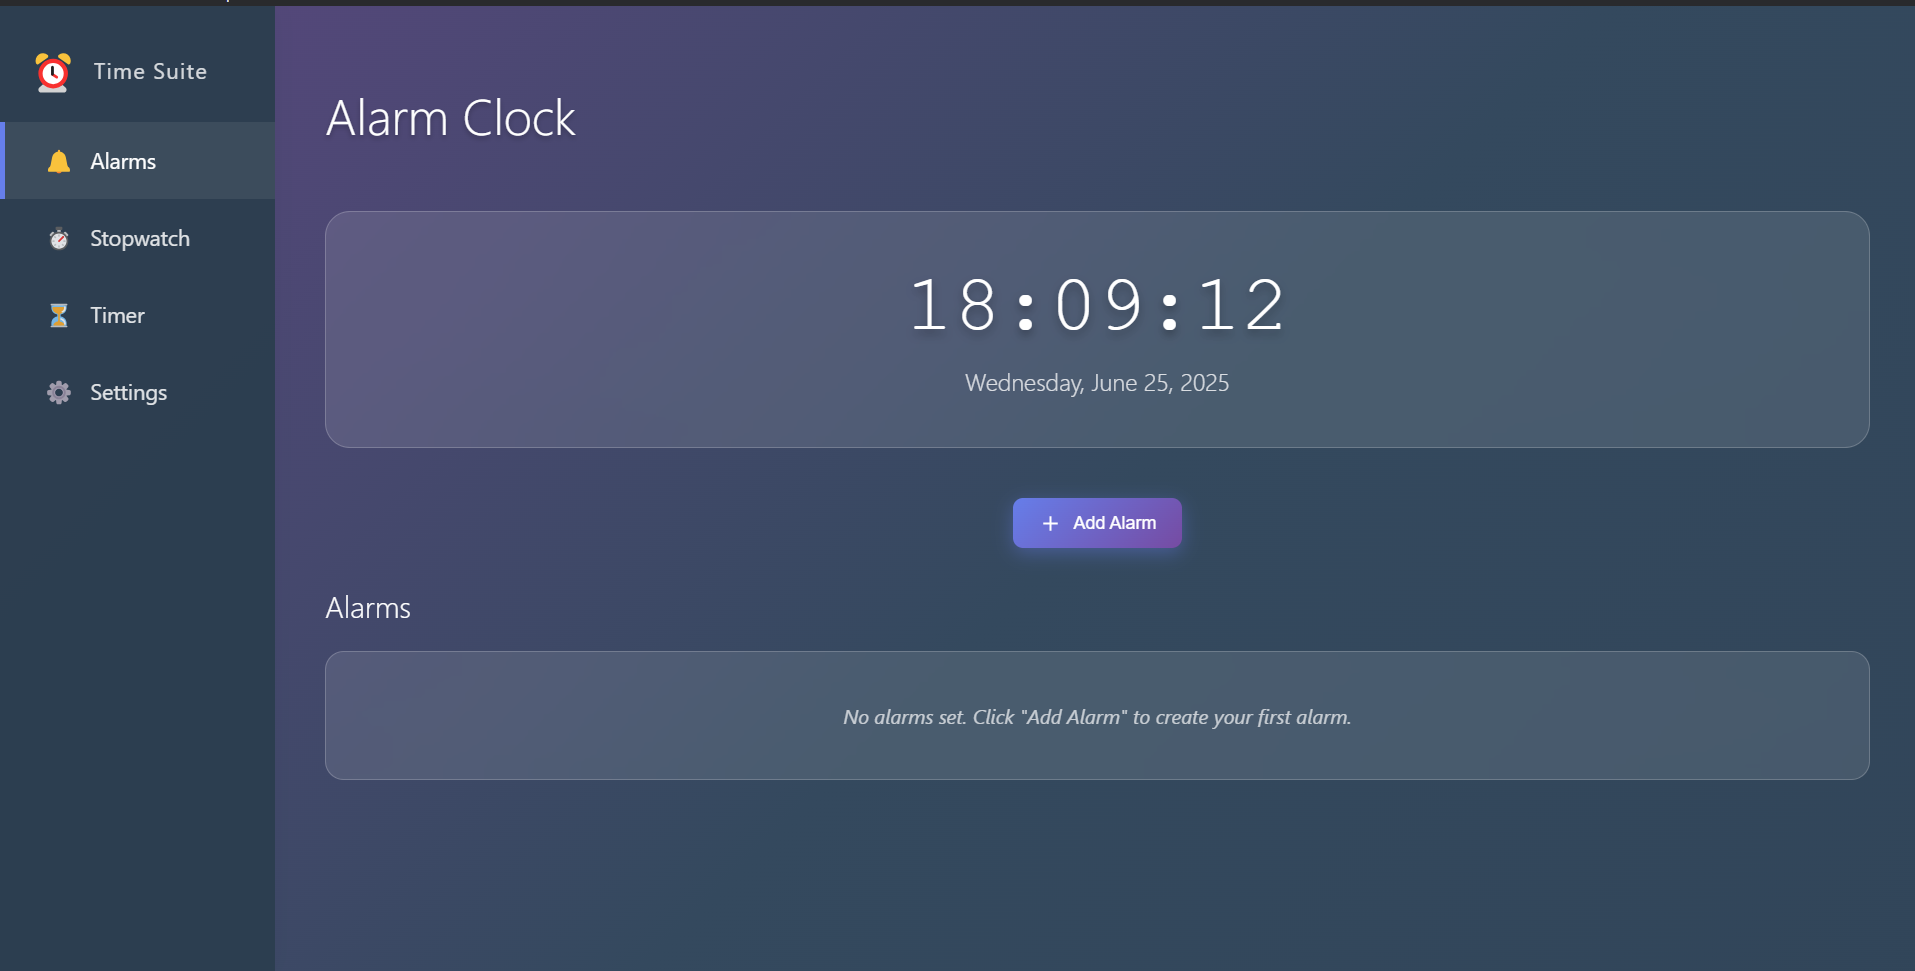 Time Suite
Alarms
Stopwatch
Timer
Settings
Alarm Clock
18:09:12
Wednesday, June 25, 2025
+ Add Alarm
Alarms
No alarms set. Click "Add Alarm" to create your first alarm.